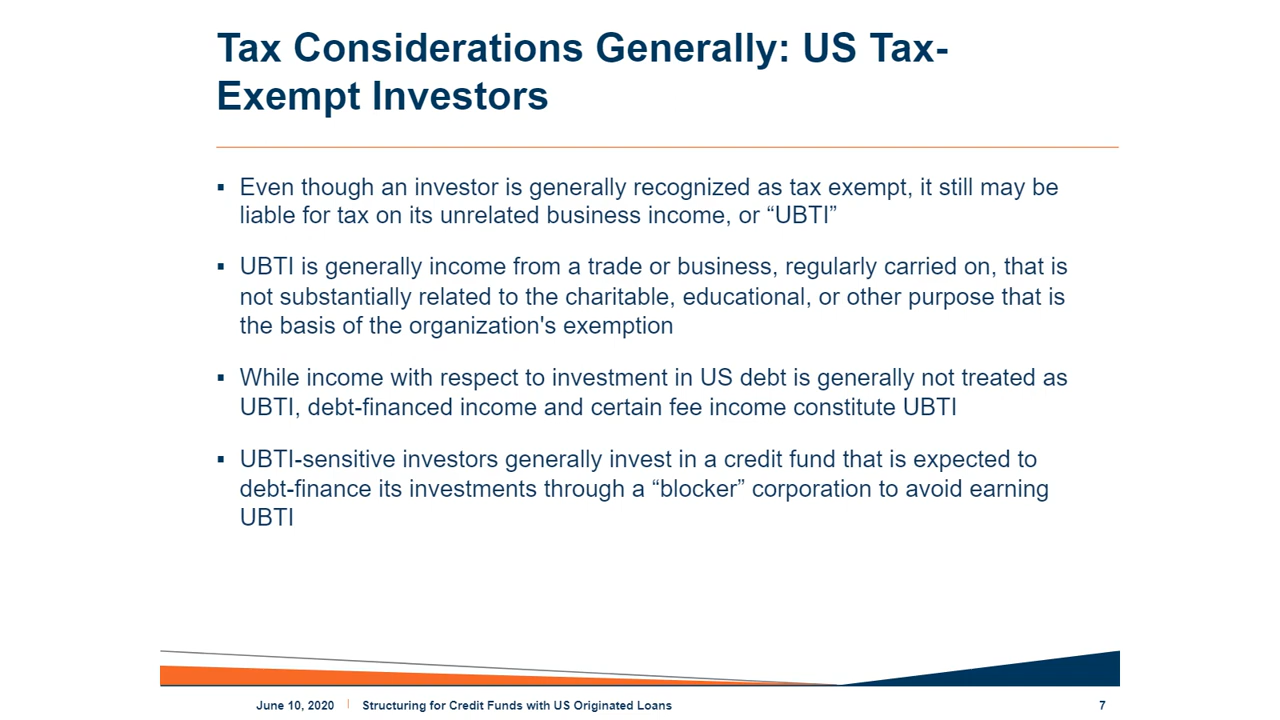 Tax Considerations Generally: US Tax-
Exempt Investors
▪ Even though an investor is generally recognized as tax exempt, it still may be
liable for tax on its unrelated business income, or “UBTI”
▪ UBTI is generally income from a trade or business, regularly carried on, that is
not substantially related to the charitable, educational, or other purpose that is
the basis of the organization's exemption
▪ While income with respect to investment in US debt is generally not treated as
UBTI, debt-financed income and certain fee income constitute UBTI
▪ UBTI-sensitive investors generally invest in a credit fund that is expected to
debt-finance its investments through a “blocker” corporation to avoid earning
UBTI
June 10, 2020 | Structuring for Credit Funds with US Originated Loans 7